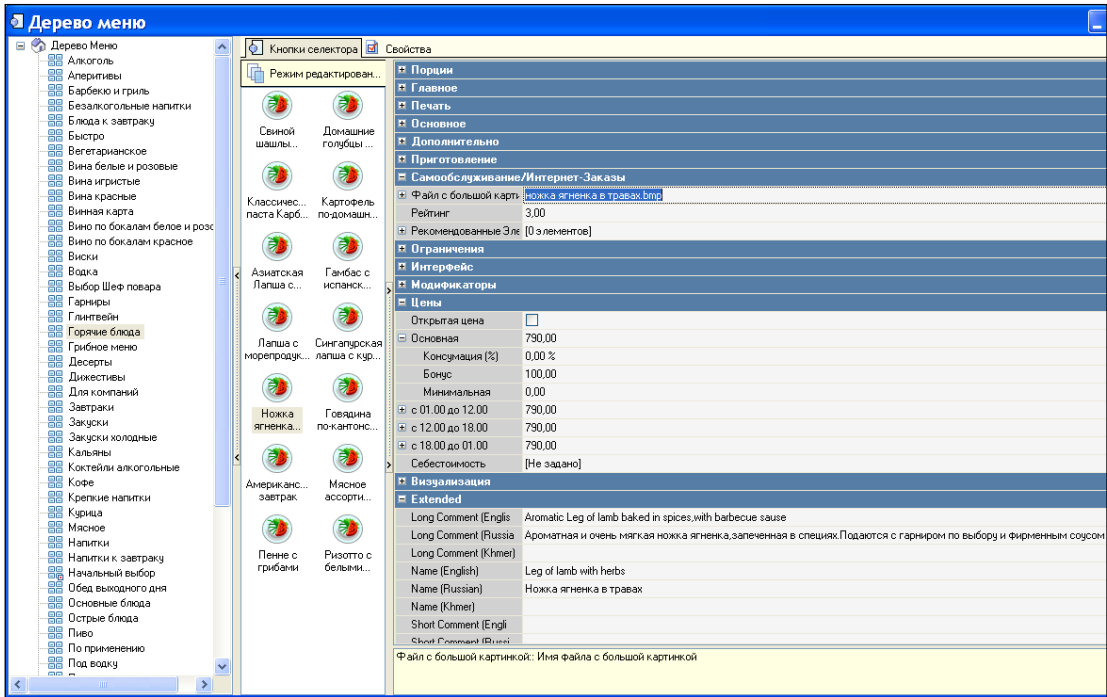 Дерево меню
Дерево Меню
Алкоголь
Аперитивы
Барбекю и гриль
Безалкогольные напитки
Блюда к завтраку
Быстро
Вегетарианское
Вина белые и розовые
Вина игристые
Вина красные
Винная карта
Вино по бокалам белое и розо
Вино по бокалам красное
Виски
Водка
Выбор Шеф повара
Гарниры
Глинтвейн
Горячие блюда
Грибное меню
Десерты
Дижестивы
Для компаний
Завтраки
Закуски
Закуски холодные
Кальяны
Коктейли алкогольные
Кофе
Крепкие напитки
Курица
Мясное
Напитки
Напитки к завтраку
Начальный выбор
Обед выходного дня
Основные блюда
Острые блюда
Пиво
По применению
Под водку
Кнопки селектора
Свойства
Режим редактирован...
Свиной шашлы...
Домашние голубцы ...
Классичес... паста Карб...
Картофель по-домашн...
Азиатская Лапша с...
Гамбас с испанск...
Лапша с морепродук...
Сингапурская лапша с кур...
Ножка ягненка...
Говядина по-кантонс...
Американс... завтрак
Мясное ассорти...
Пенне с грибами
Ризотто с белыми...
Порции
Главное
Печать
Основное
Дополнительно
Приготовление
Самообслуживание/Интернет-Заказы
Файл с большой карти ножка ягненка в травах.bmp
Рейтинг 3,00
Рекомендованные Эле [0 элементов]
Ограничения
Интерфейс
Модификаторы
Цены
Открытая цена
Основная 790,00
Консумация (%) 0,00 %
Бонус 100,00
Минимальная 0,00
с 01.00 до 12.00 790,00
с 12.00 до 18.00 790,00
с 18.00 до 01.00 790,00
Себестоимость [Не задано]
Визуализация
Extended
Long Comment (Englis Aromatic Leg of lamb baked in spices,with barbecue sause
Long Comment (Russia Ароматная и очень мягкая ножка ягненка,запеченная в специях.Подаются с гарниром по выбору и фирменным соусом
Long Comment (Khmer)
Name (English) Leg of lamb with herbs
Name (Russian) Ножка ягненка в травах
Name (Khmer)
Short Comment (Engli
Short Comment (Russi
Файл с большой картинкой:: Имя файла с большой картинкой